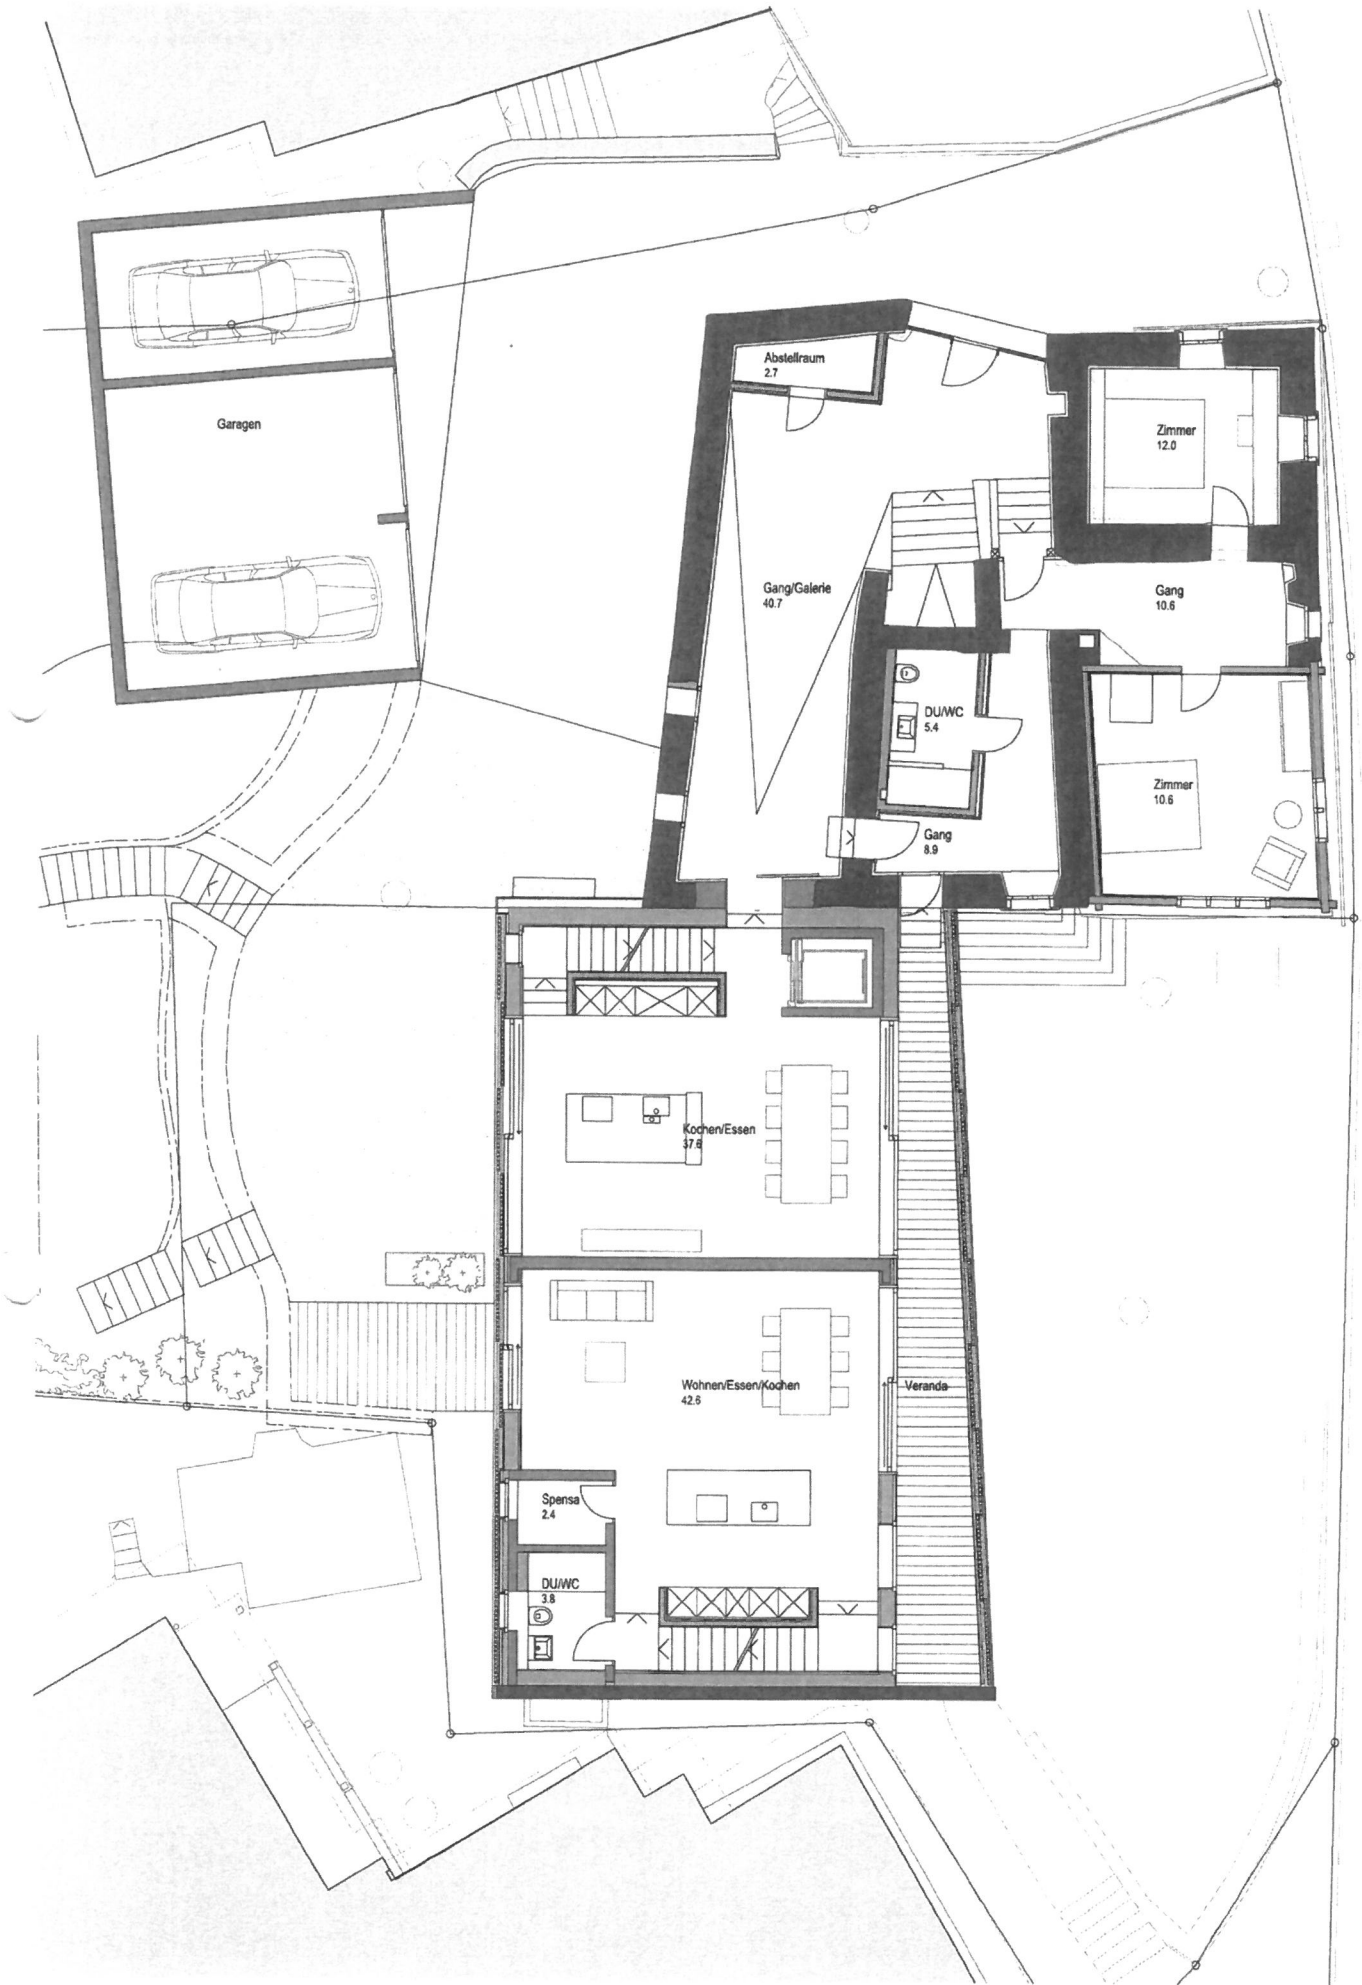 Abstellraum
2.7
Garagen
Zimmer
12.0
Gang/Galerie
40.7
Gang
10.6
DU/WC
5.4
Zimmer
10.6
Gang
8.9
Kochen/Essen
37.6
Wohnen/Essen/Kochen
42.6
Veranda
Spensa
2.4
DU/WC
3.8